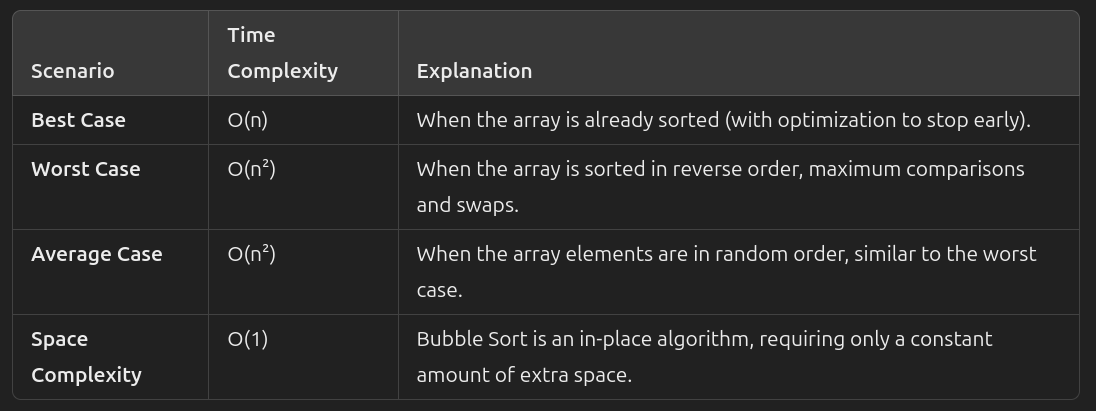 Scenario Time Complexity Explanation
Best Case O(n) When the array is already sorted (with optimization to stop early).
Worst Case O(n²) When the array is sorted in reverse order, maximum comparisons
and swaps.
Average Case O(n²) When the array elements are in random order, similar to the worst
case.
Space Complexity O(1) Bubble Sort is an in-place algorithm, requiring only a constant
amount of extra space.